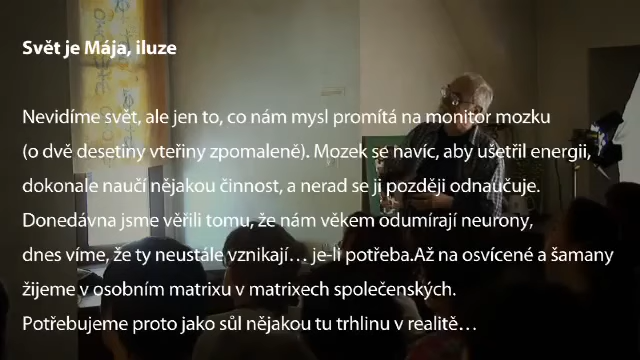 Svět je Mája, iluze
Nevidíme svět, ale jen to, co nám mysl promítá na monitor mozku
(o dvě desetiny vteřiny zpomaleně). Mozek se navíc, aby ušetřil energii,
dokonale naučí nějakou činnost, a nerad se ji později odnaučuje.
Donedávna jsme věřili tomu, že nám věkem odumírají neurony,
dnes víme, že ty neustále vznikají… je-li potřeba.Až na osvícené a šamany
žijeme v osobním matrixu v matrixech společenských.
Potřebujeme proto jako sůl nějakou tu trhlinu v realitě…